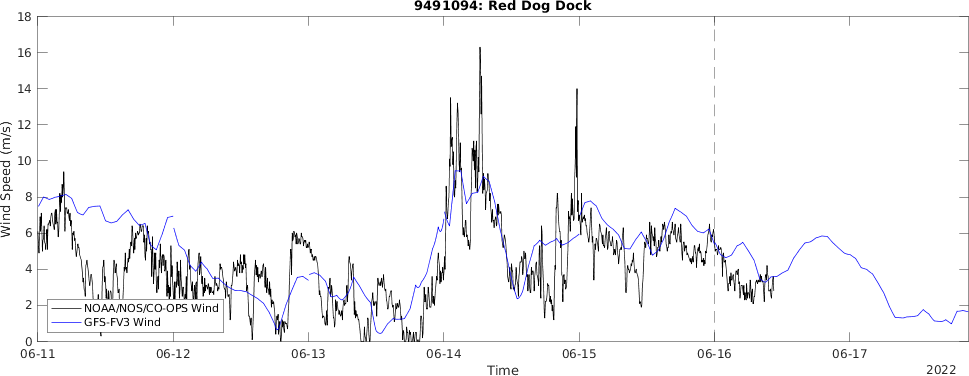 9491094: Red Dog Dock
Wind Speed (m/s)
18
16
14
12
10
8
6
4
2
0
NOAA/NOS/CO-OPS Wind
GFS-FV3 Wind
06-11 06-12 06-13 06-14 06-15 06-16 06-17
Time
2022